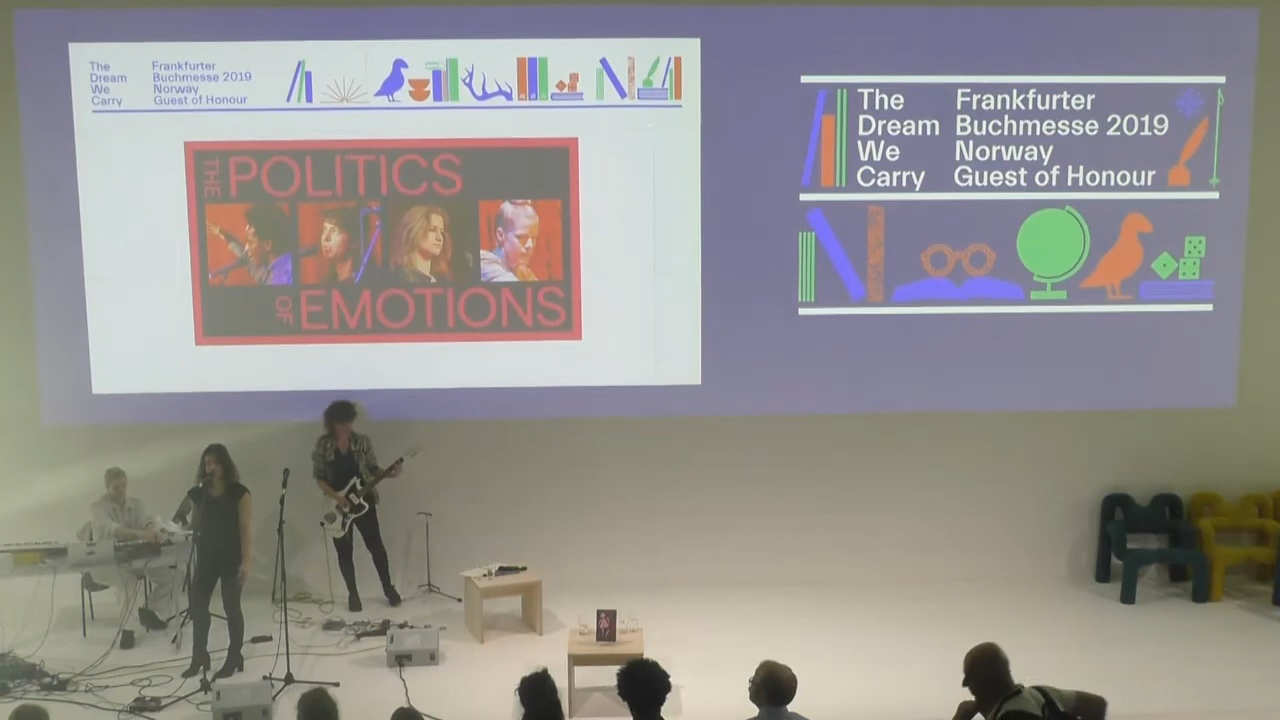 The
Dream
We
Carry
Frankfurter
Buchmesse 2019
Norway
Guest of Honour
THE POLITICS
OF EMOTIONS
The
Dream
We
Carry
Frankfurter
Buchmesse 2019
Norway
Guest of Honour